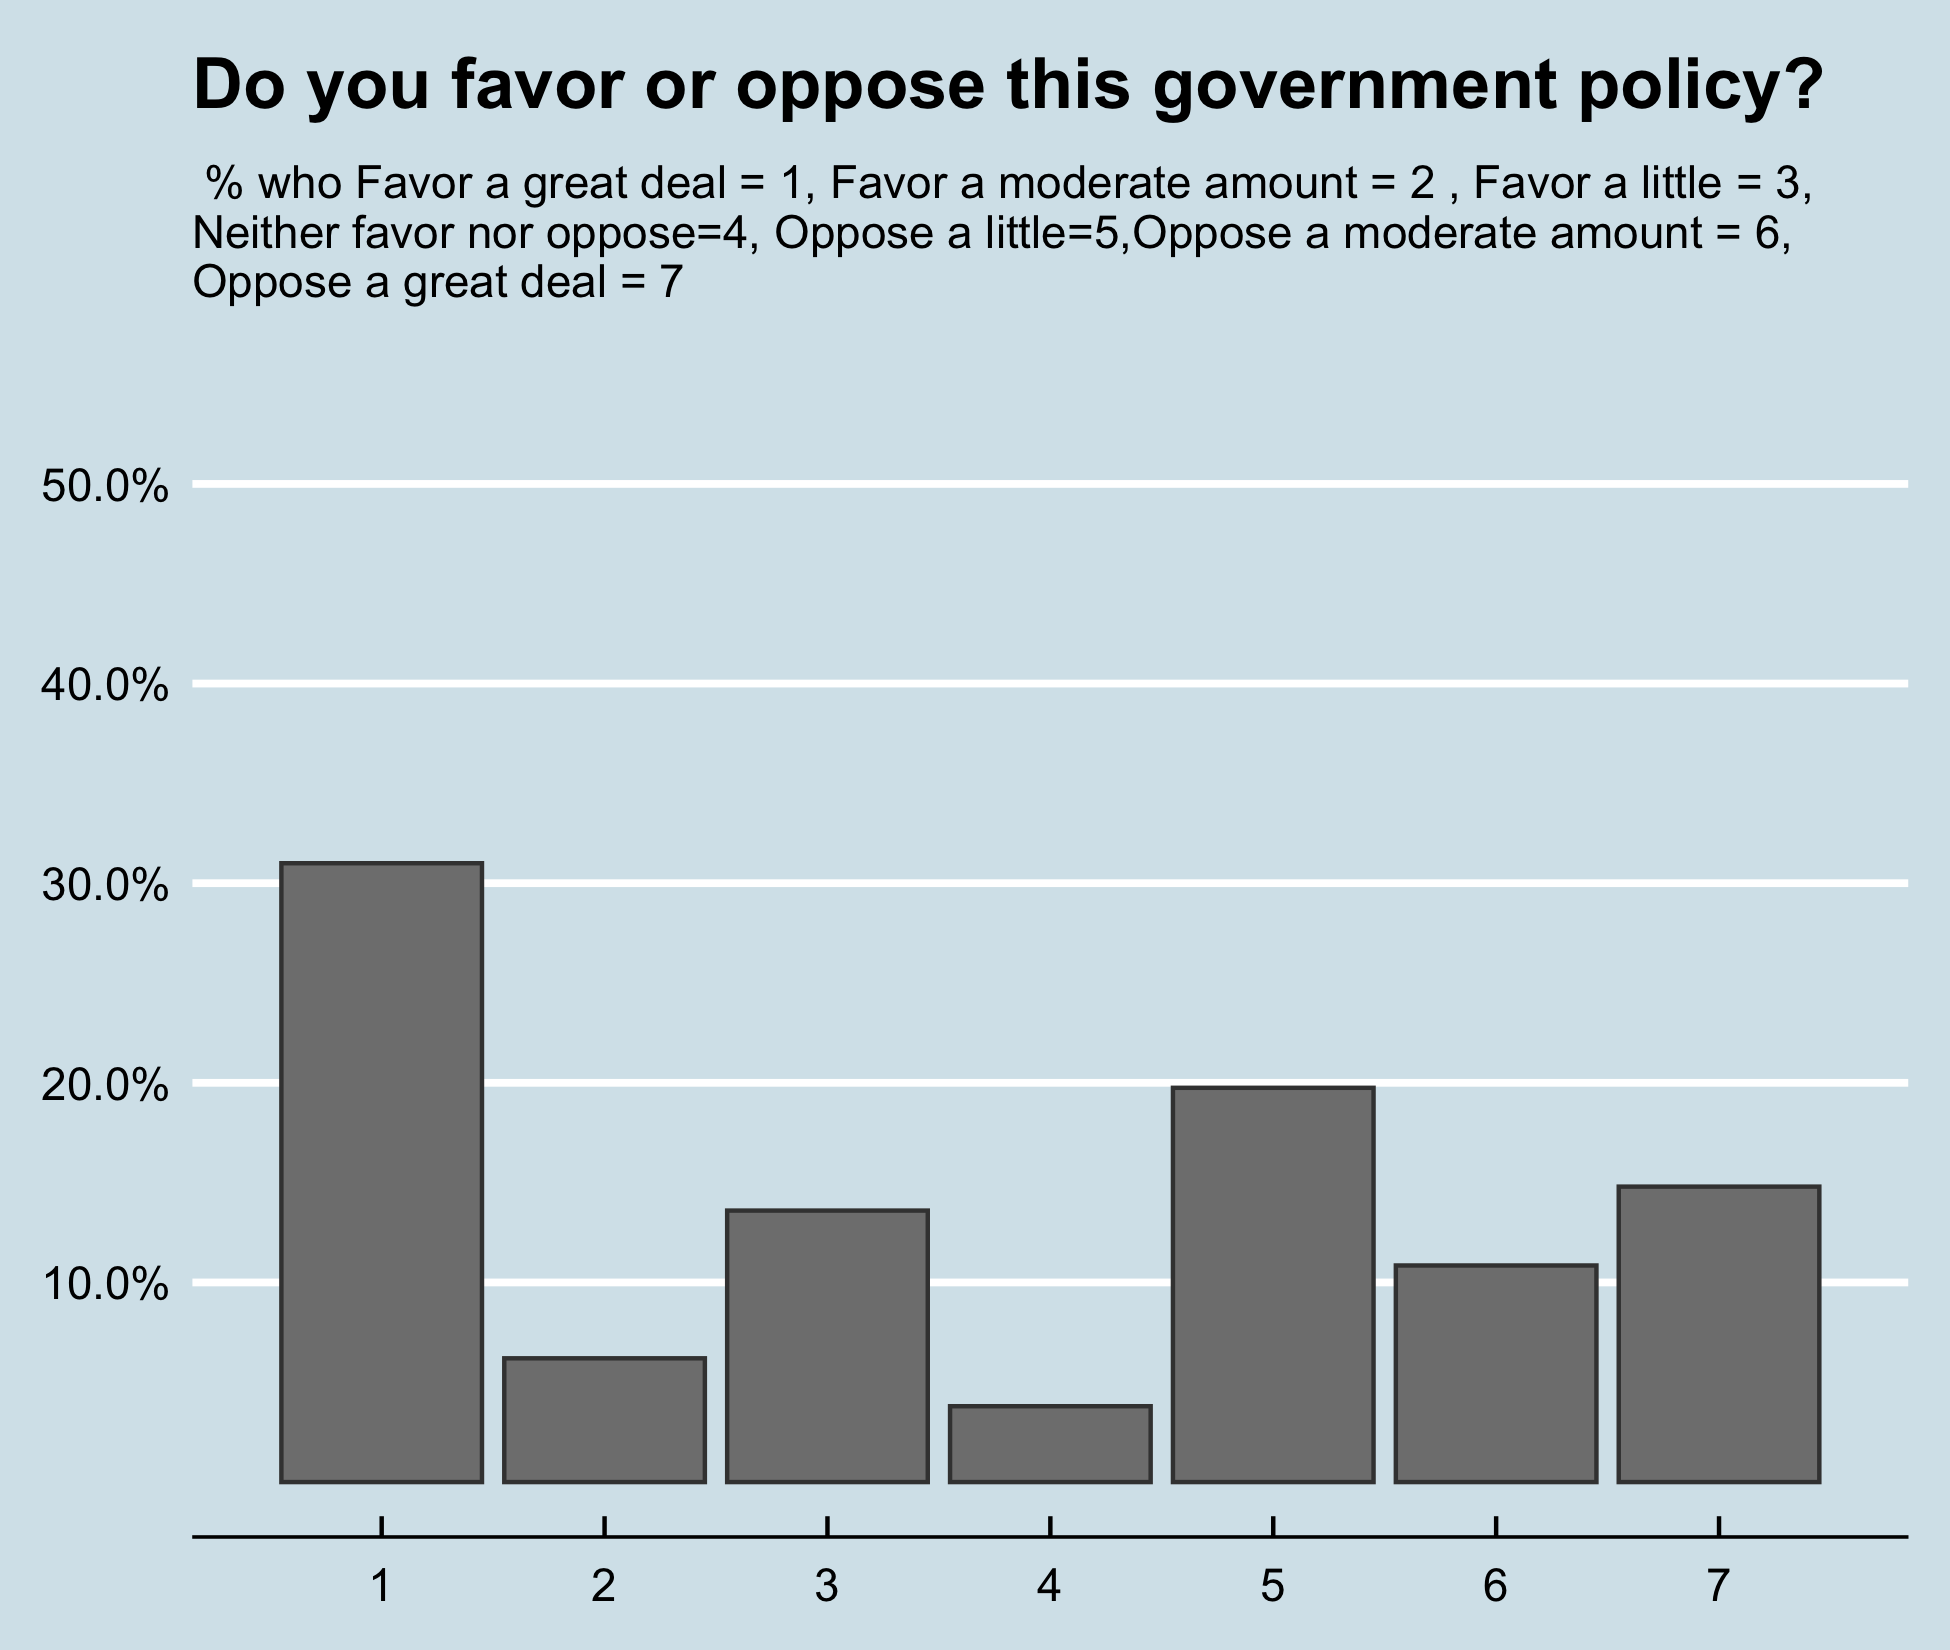 Do you favor or oppose this government policy?
% who Favor a great deal = 1, Favor a moderate amount = 2 , Favor a little = 3,
Neither favor nor oppose=4, Oppose a little=5,Oppose a moderate amount = 6,
Oppose a great deal = 7
50.0%
40.0%
30.0%
20.0%
10.0%
1 2 3 4 5 6 7